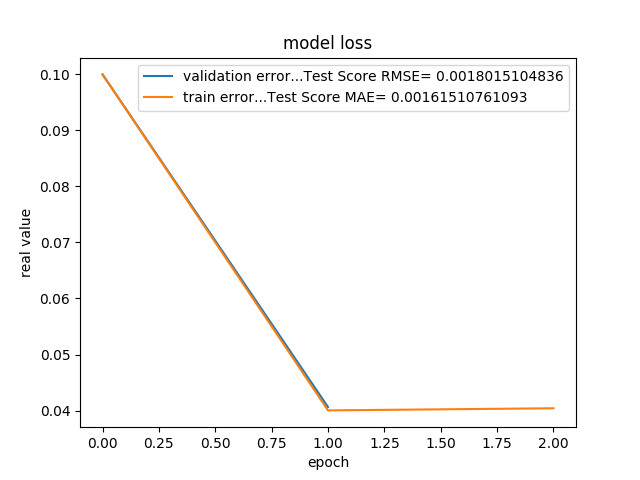 model loss
validation error...Test Score RMSE= 0.0018015104836
train error...Test Score MAE= 0.00161510761093
0.10
0.09
0.08
0.07
0.06
0.05
0.04
real value
0.00 0.25 0.50 0.75 1.00 1.25 1.50 1.75 2.00
epoch